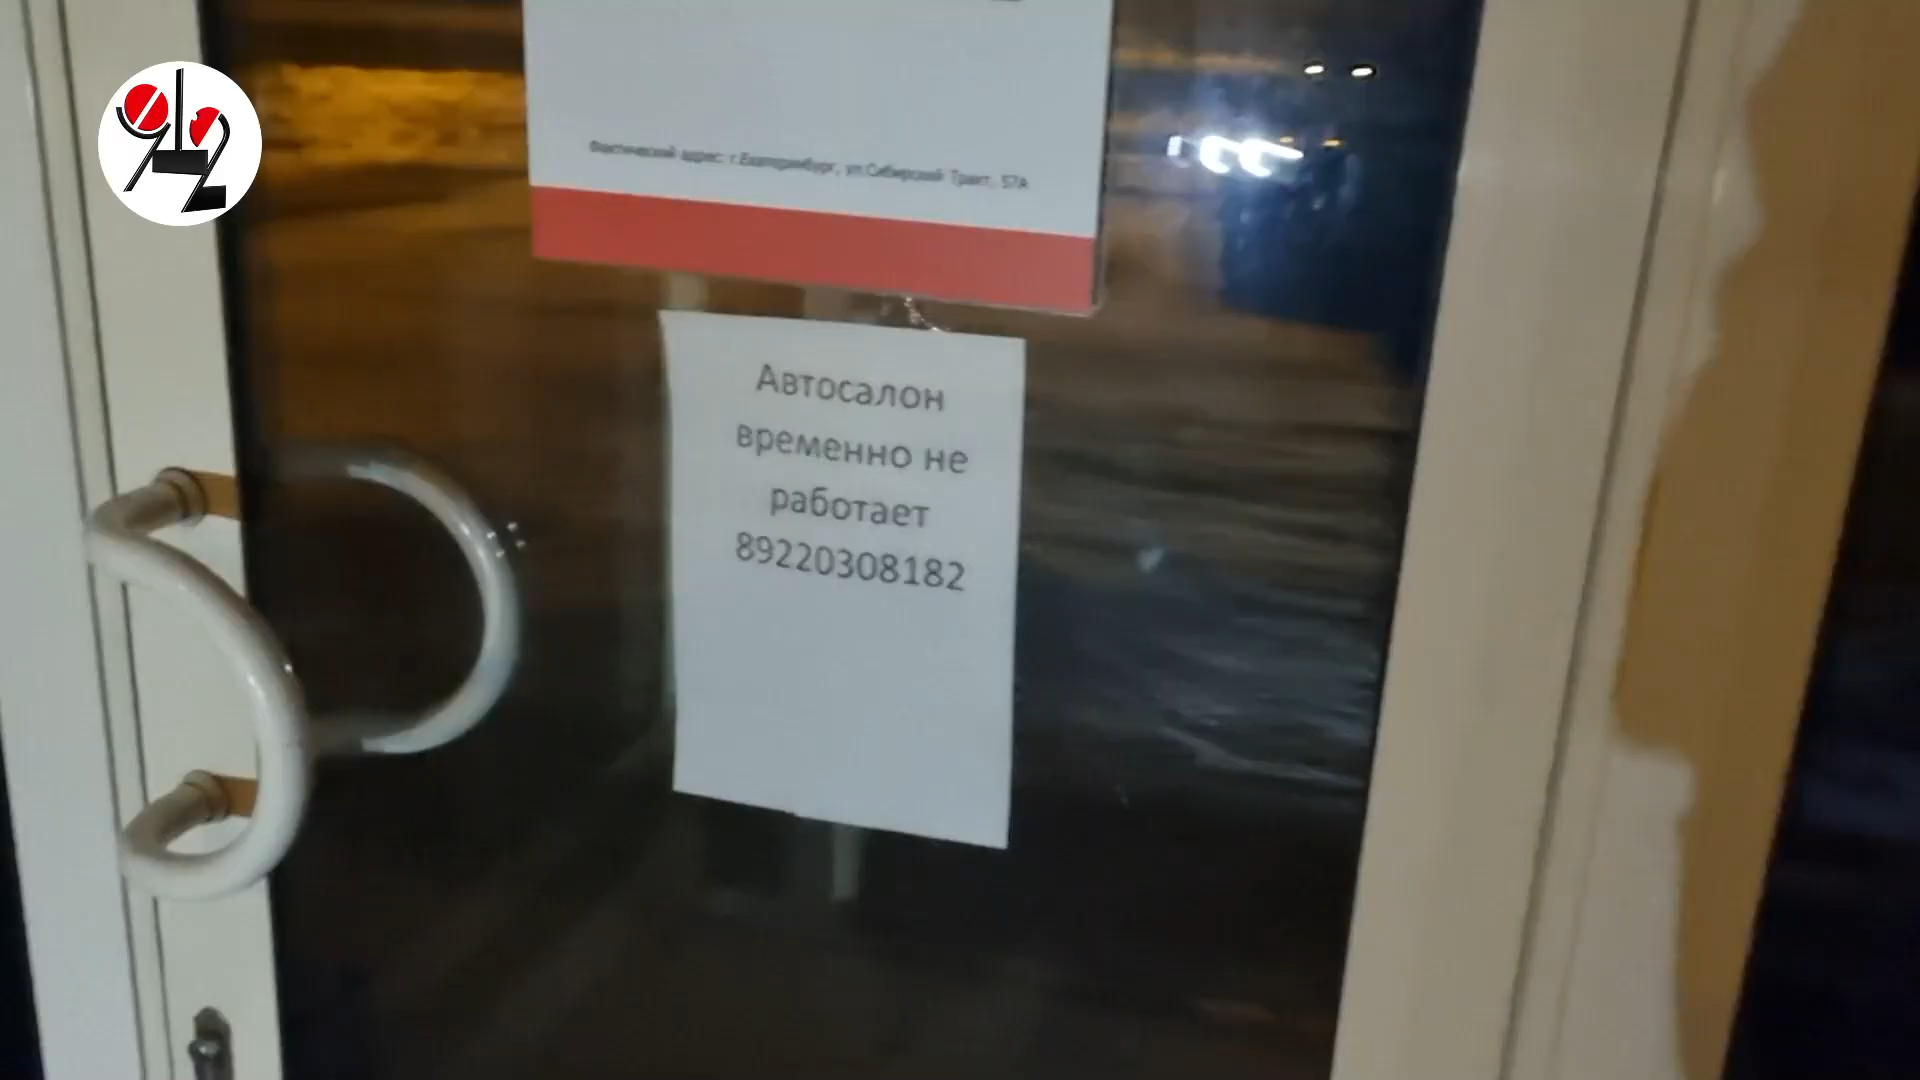 Фактический адрес: г.Екатеринбург, ул.Сибирский Тракт, 57А
Автосалон
временно не
работает
89220308182